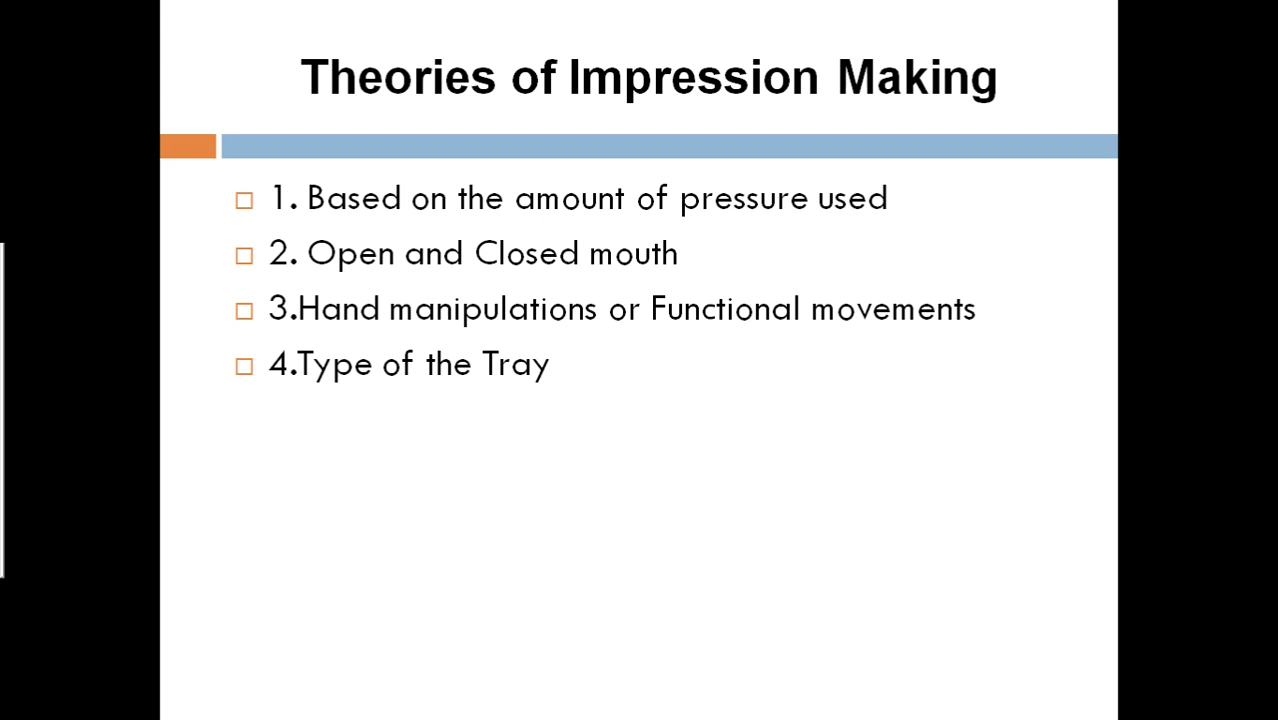 Theories of Impression Making
1. Based on the amount of pressure used
2. Open and Closed mouth
3.Hand manipulations or Functional movements
4.Type of the Tray